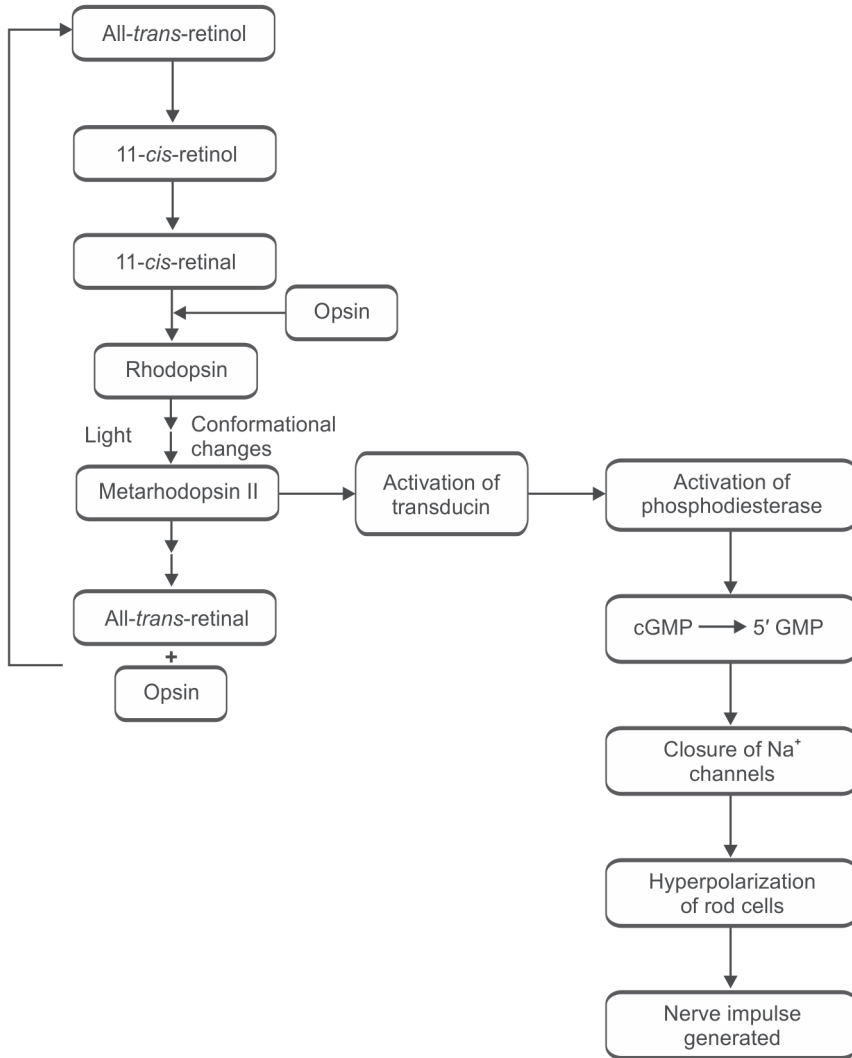 All-trans-retinol
11-cis-retinol
11-cis-retinal
Opsin
Rhodopsin
Light
Conformational
changes
Metarhodopsin II
Activation of
transducin
Activation of
phosphodiesterase
All-trans-retinal
+
Opsin
cGMP → 5′ GMP
Closure of Na⁺
channels
Hyperpolarization
of rod cells
Nerve impulse
generated